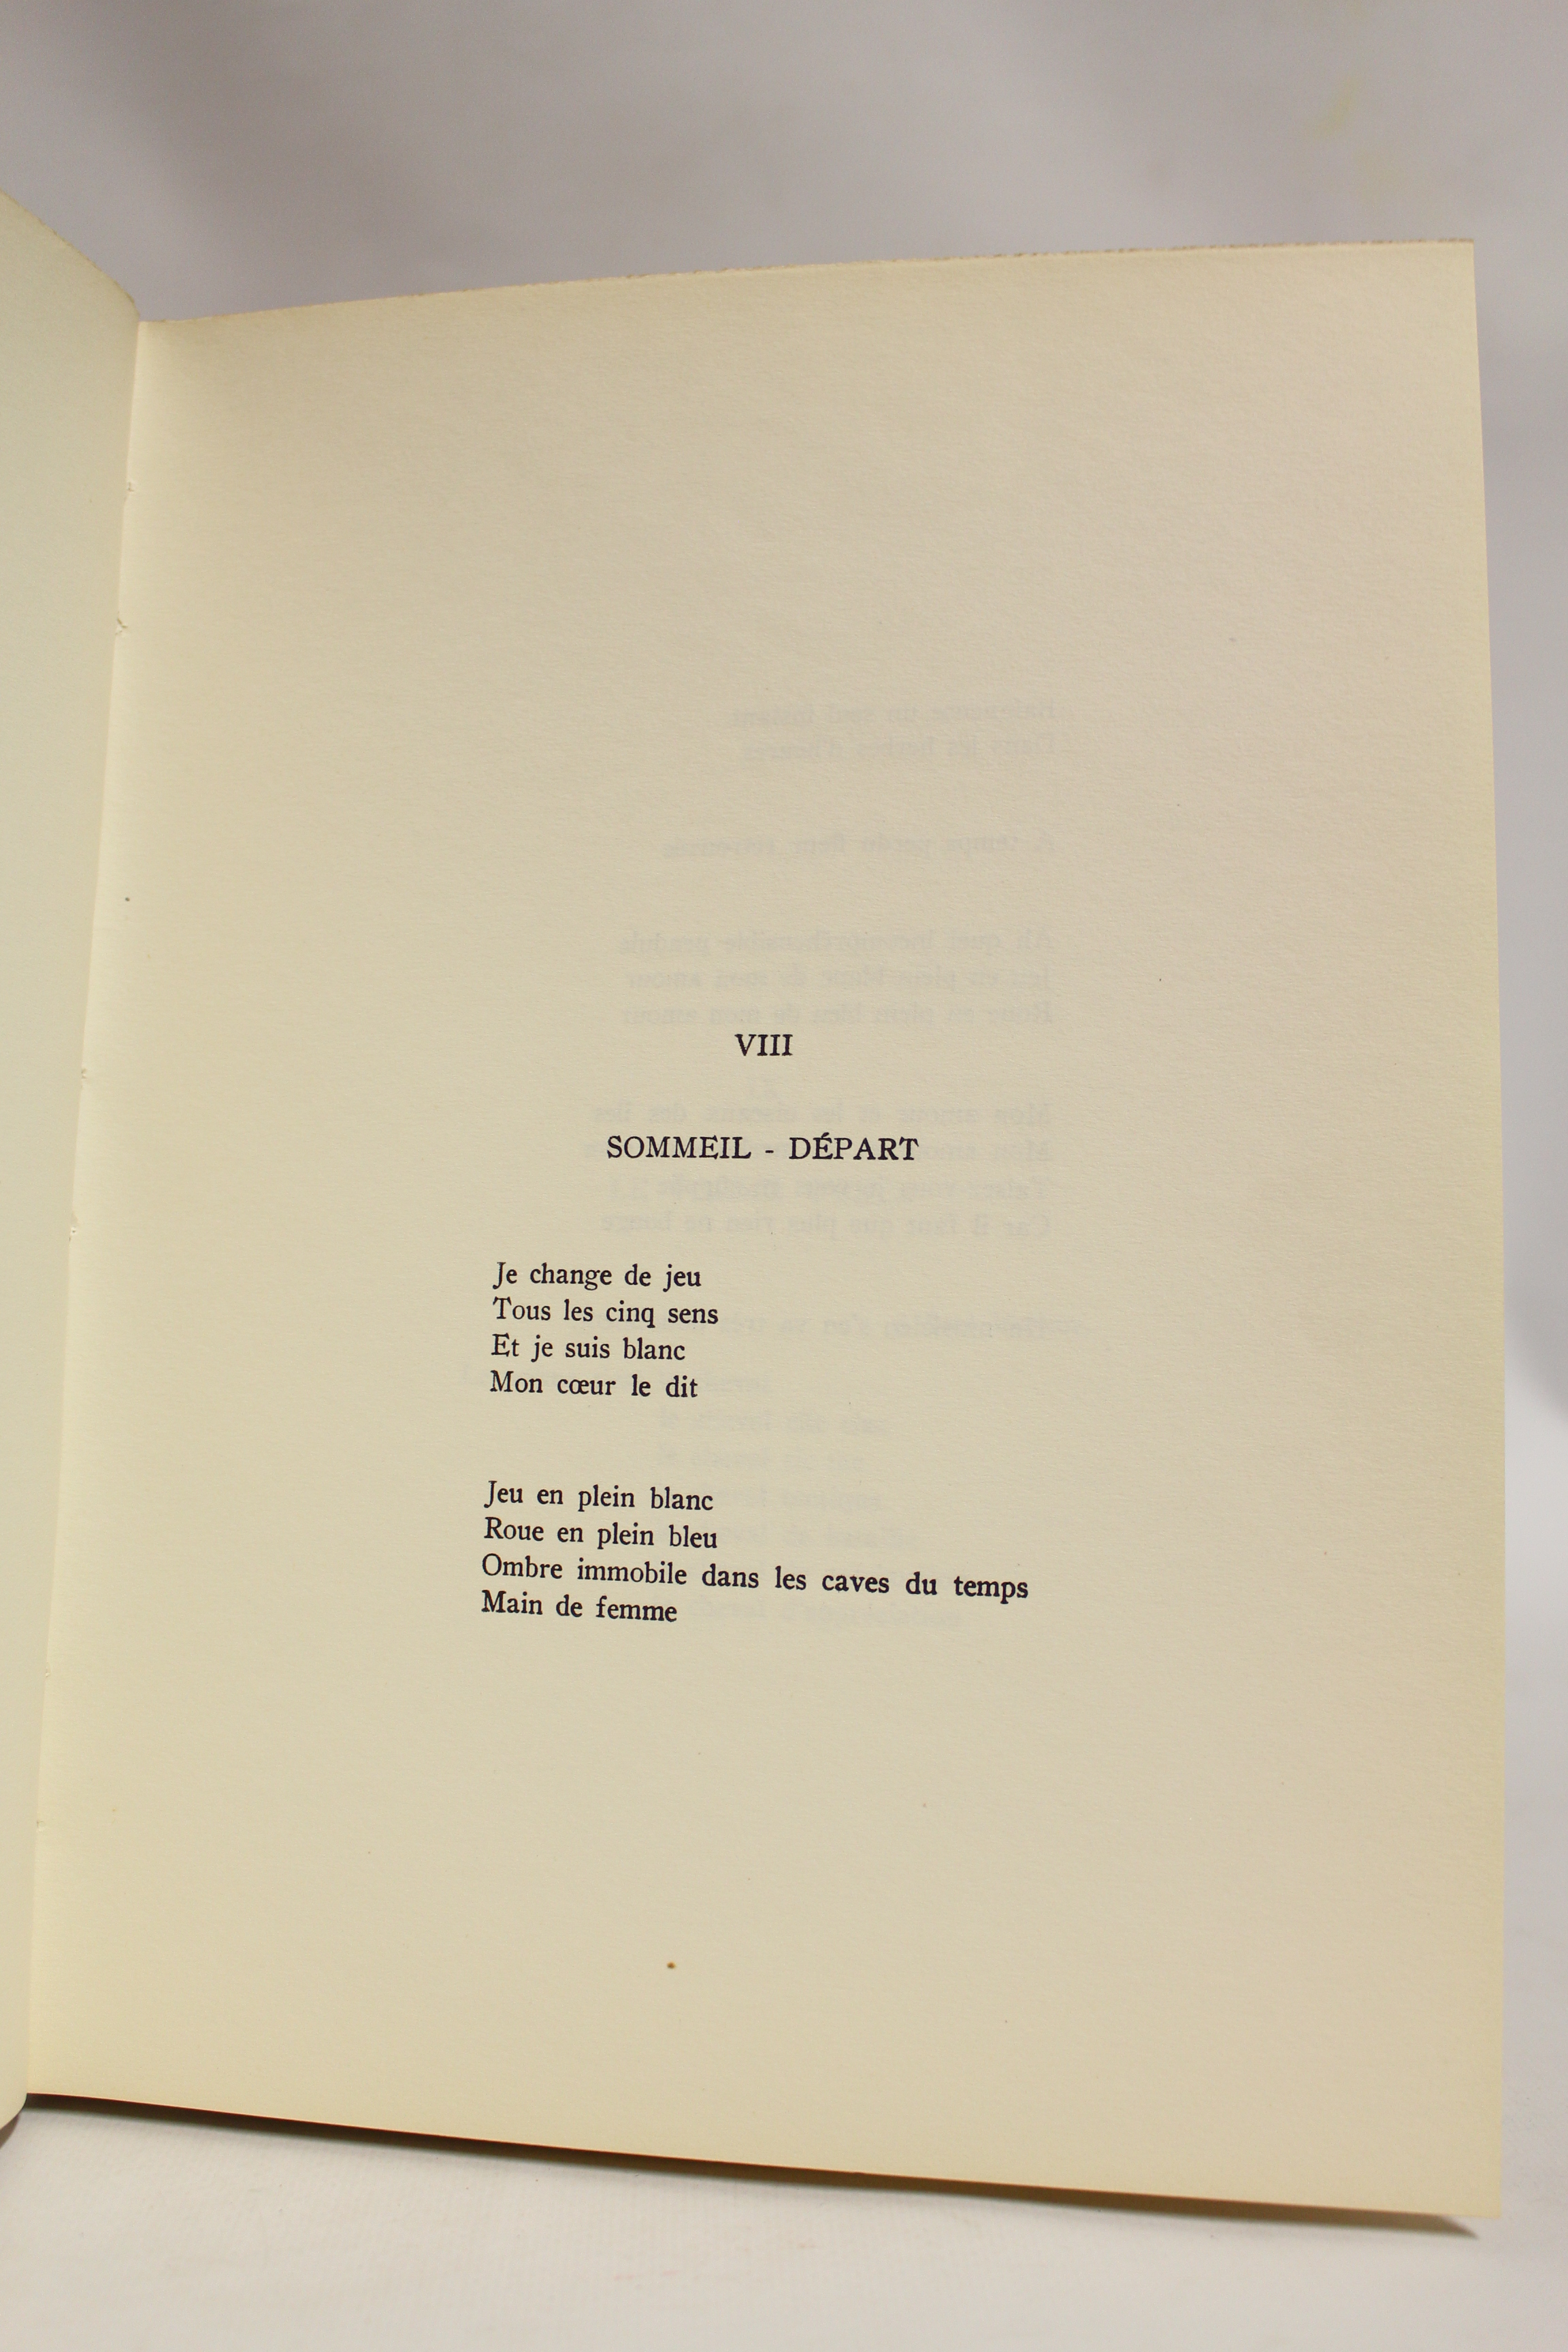 VIII
SOMMEIL - DÉPART
Je change de jeu
Tous les cinq sens
Et je suis blanc
Mon cœur le dit
Jeu en plein blanc
Roue en plein bleu
Ombre immobile dans les caves du temps
Main de femme